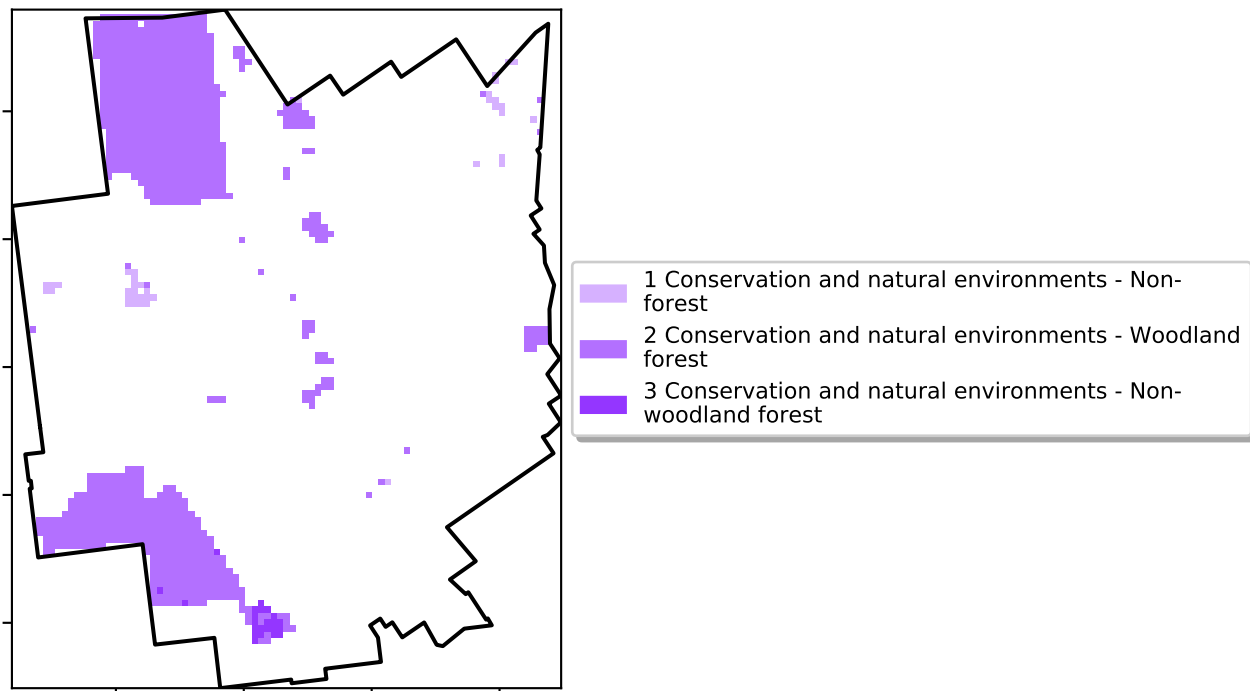 1 Conservation and natural environments - Non-
forest
2 Conservation and natural environments - Woodland
forest
3 Conservation and natural environments - Non-
woodland forest